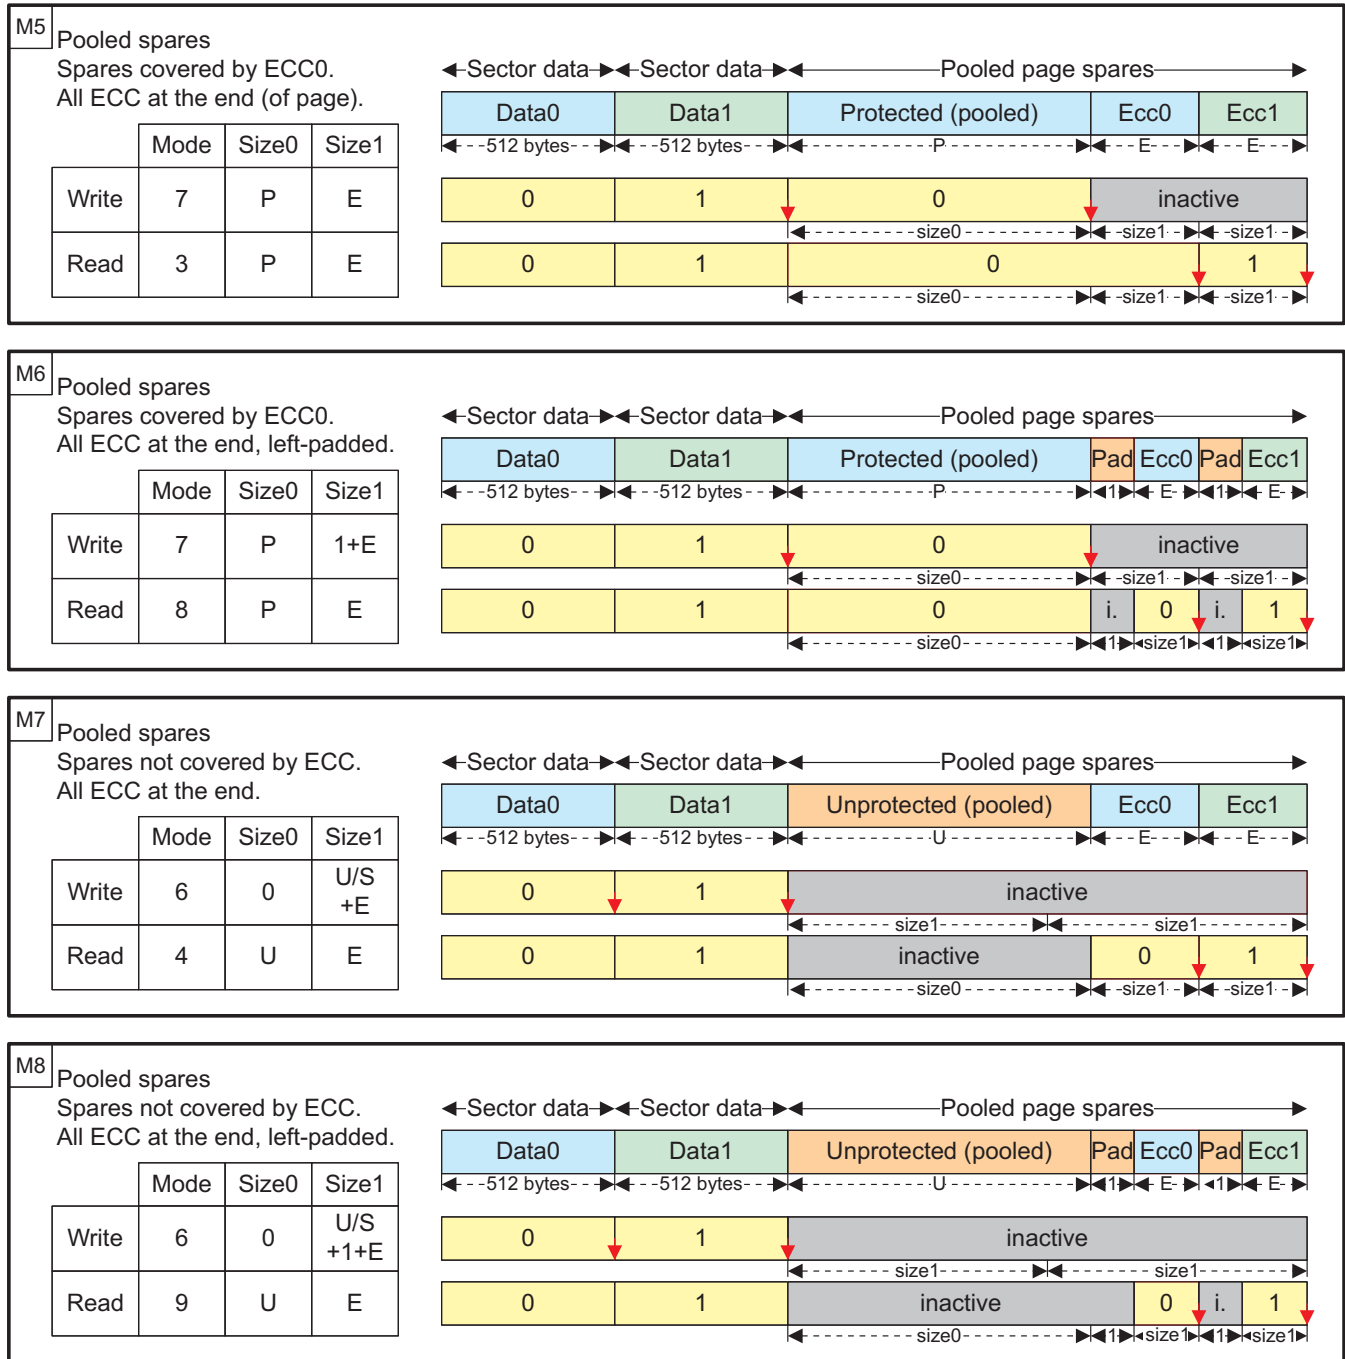 M5
Pooled spares
Spares covered by ECC0.
All ECC at the end (of page).
Mode Size0 Size1
Write 7 P E
Read 3 P E
Sector data Sector data Pooled page spares
Data0 Data1 Protected (pooled) Ecc0 Ecc1
512 bytes 512 bytes P E E
0 1 0 inactive
size0 size1 size1
0 1 0 1
size0 size1 size1
M6
Pooled spares
Spares covered by ECC0.
All ECC at the end, left-padded.
Mode Size0 Size1
Write 7 P 1+E
Read 8 P E
Sector data Sector data Pooled page spares
Data0 Data1 Protected (pooled) Pad Ecc0 Pad Ecc1
512 bytes 512 bytes P 1 E 1 E
0 1 0 inactive
size0 size1 size1
0 1 0 i. 0 i. 1
size0 1 size1 1 size1
M7
Pooled spares
Spares not covered by ECC.
All ECC at the end.
Mode Size0 Size1
Write 6 0 U/S
+E
Read 4 U E
Sector data Sector data Pooled page spares
Data0 Data1 Unprotected (pooled) Ecc0 Ecc1
512 bytes 512 bytes U E E
0 1 inactive
size1 size1
0 1 inactive 0 1
size0 size1 size1
M8
Pooled spares
Spares not covered by ECC.
All ECC at the end, left-padded.
Mode Size0 Size1
Write 6 0 U/S
+1+E
Read 9 U E
Sector data Sector data Pooled page spares
Data0 Data1 Unprotected (pooled) Pad Ecc0 Pad Ecc1
512 bytes 512 bytes U 1 E 1 E
0 1 inactive
size1 size1
0 1 inactive 0 i. 1
size0 1 size1 1 size1